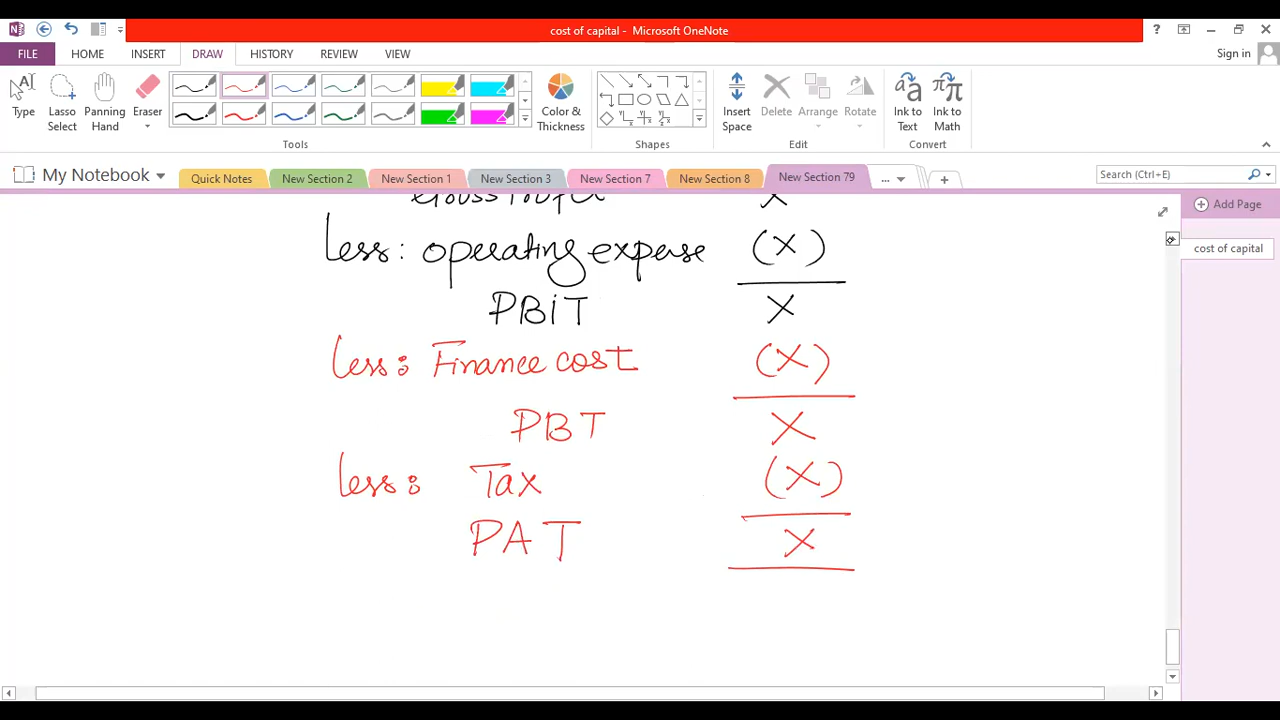 cost of capital - Microsoft OneNote
?
FILE HOME INSERT DRAW HISTORY REVIEW VIEW
Sign in
Type Lasso Select Panning Hand Eraser
Color & Thickness
Insert Space Delete Arrange Rotate
Ink to Text Ink to Math
Tools Shapes Edit Convert
My Notebook Quick Notes New Section 2 New Section 1 New Section 3 New Section 7 New Section 8 New Section 79 ... Search (Ctrl+E)
Add Page
cost of capital
X
less: operating expense (X)
PBIT X
less: Finance cost (X)
PBT X
less: Tax (X)
PAT X